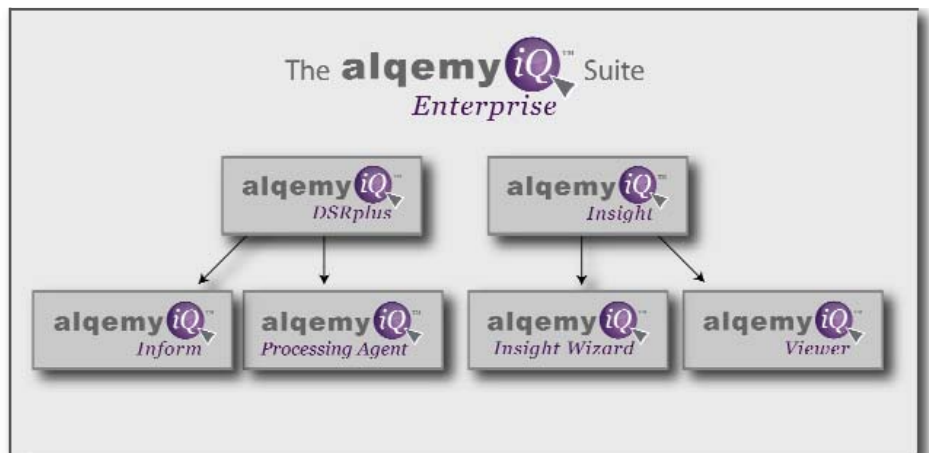 The alqemy iQ™ Suite
Enterprise
alqemy iQ™
DSRplus
alqemy iQ™
Insight
alqemy iQ™
Inform
alqemy iQ™
Processing Agent
alqemy iQ™
Insight Wizard
alqemy iQ™
Viewer